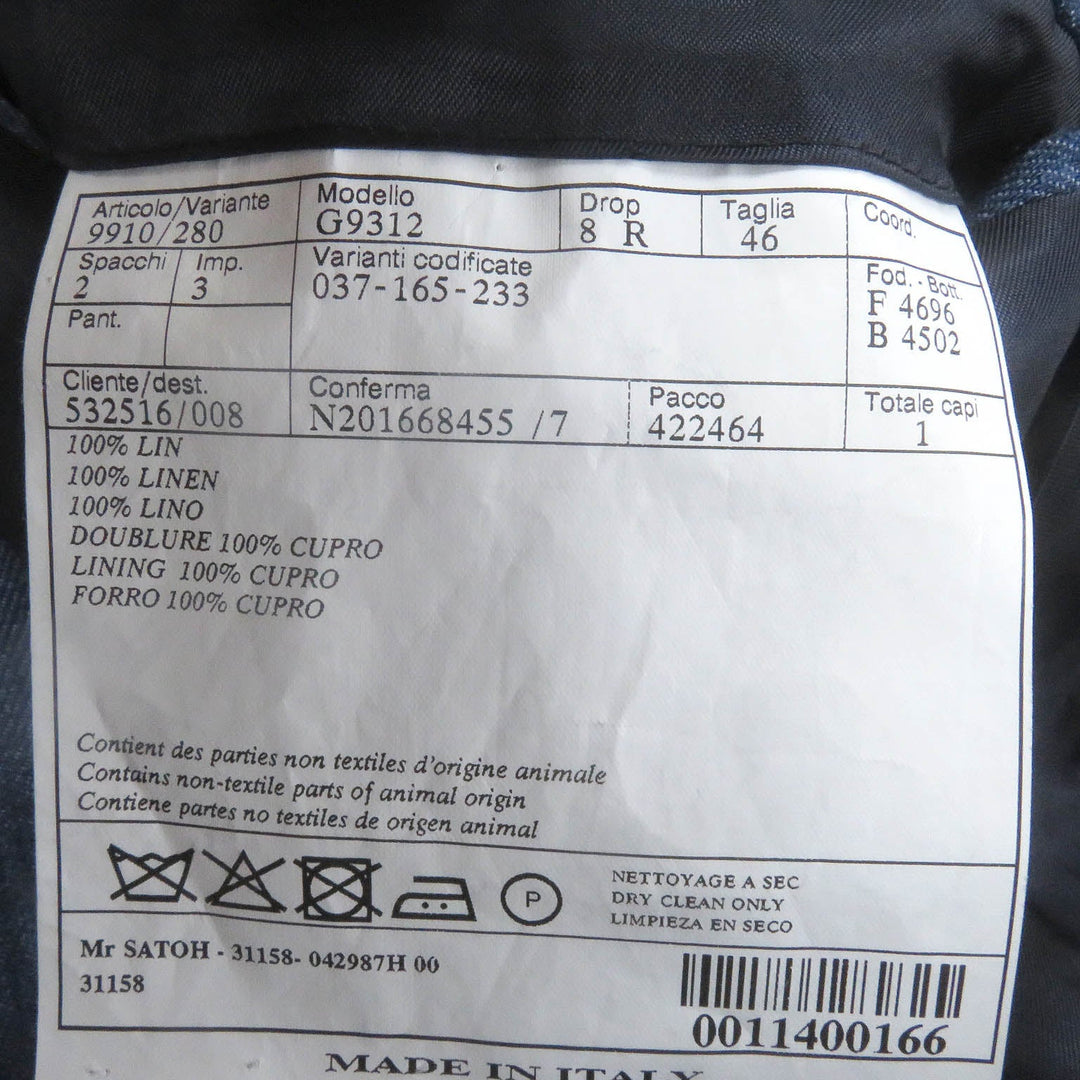 Articolo/Variante Modello Drop Taglia Coord.
9910/280 G9312 8 R 46
Spacchi Imp. Varianti codificate Fod. - Bott.
2 3 037-165-233 F 4696
Pant. B 4502
Cliente/dest. Conferma Pacco Totale capi
532516/008 N201668455 /7 422464 1
100% LIN
100% LINEN
100% LINO
DOUBLURE 100% CUPRO
LINING 100% CUPRO
FORRO 100% CUPRO
Contient des parties non textiles d'origine animale
Contains non-textile parts of animal origin
Contiene partes no textiles de origen animal
P
NETTOYAGE A SEC
DRY CLEAN ONLY
LIMPIEZA EN SECO
Mr SATOH - 31158- 042987H 00
31158
0011400166
MADE IN ITALY